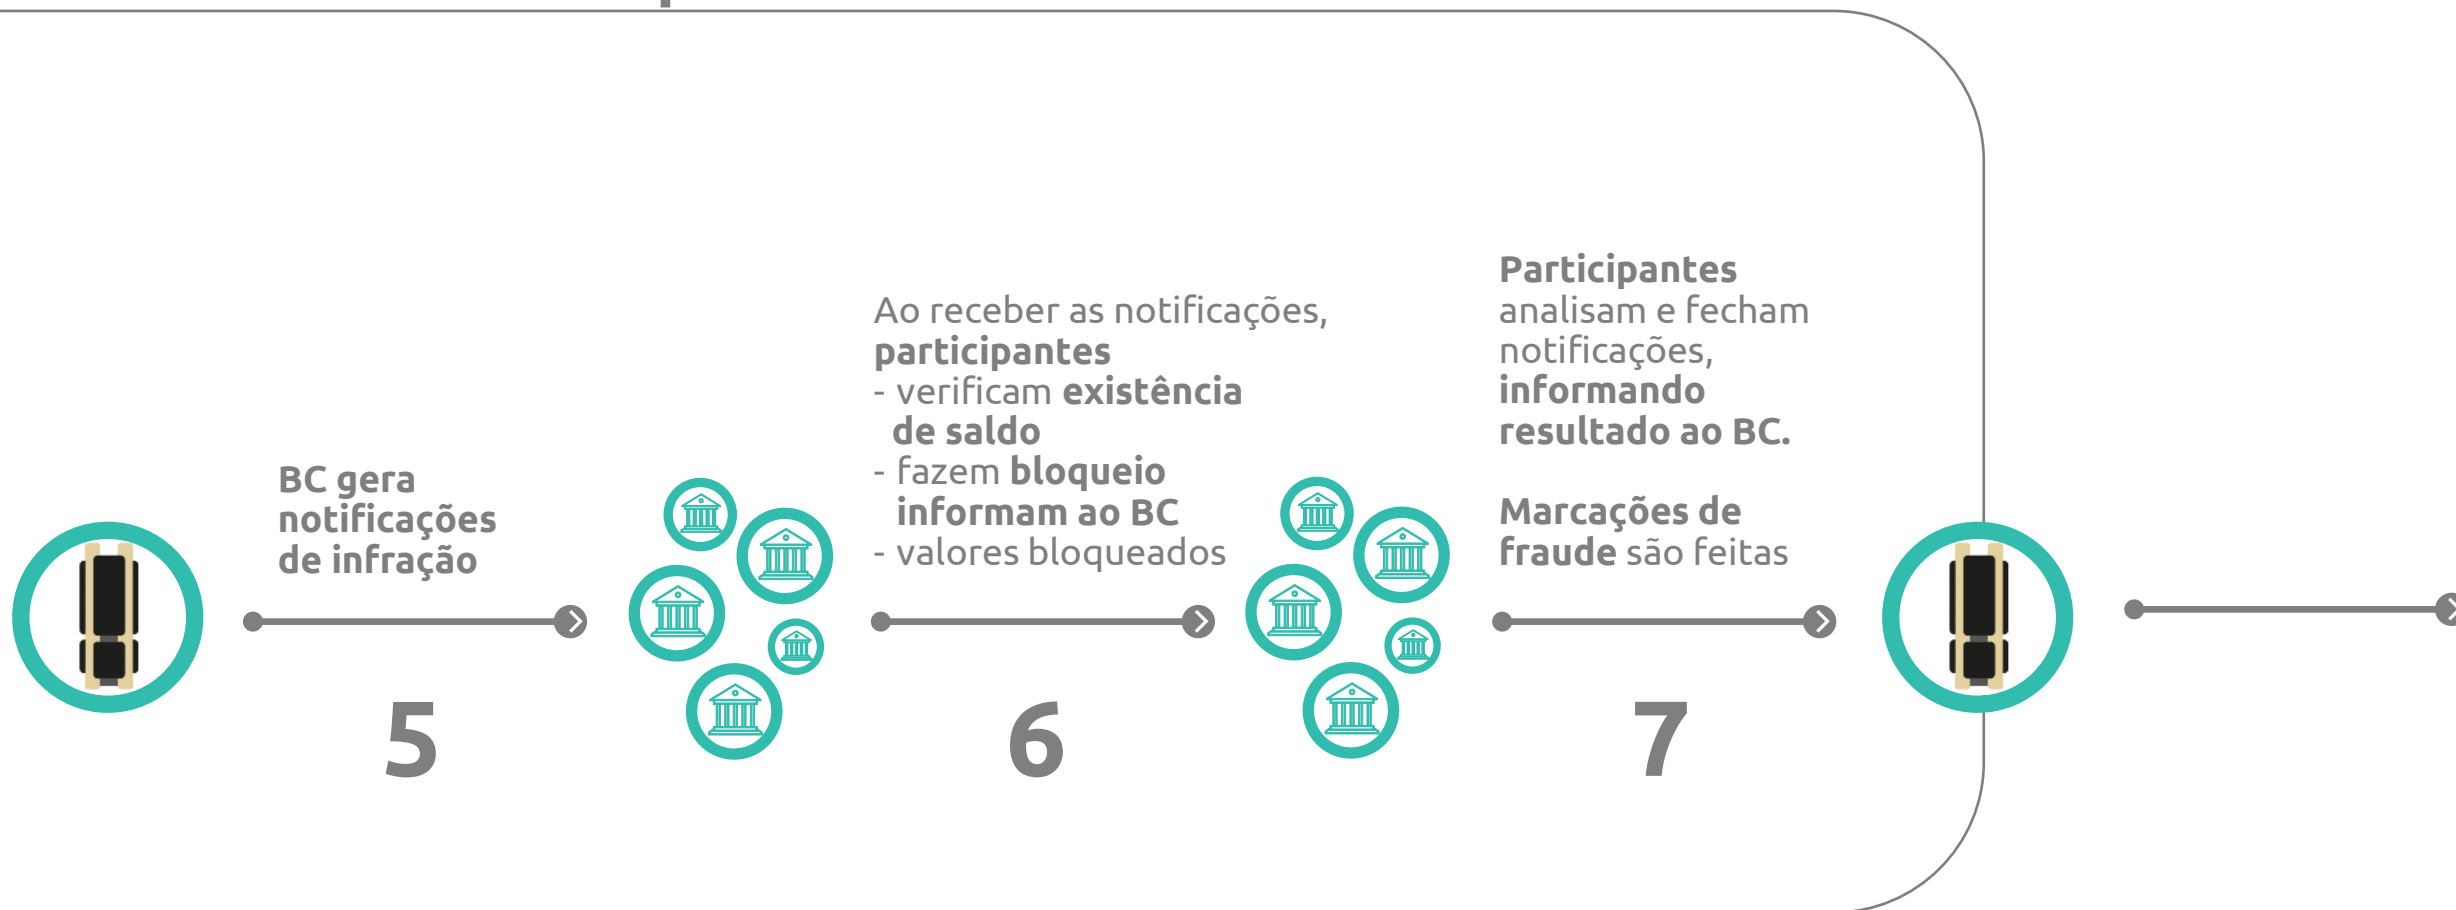 BC gera
notificações
de infração
5
Ao receber as notificações,
participantes
- verificam existência
de saldo
- fazem bloqueio
informam ao BC
- valores bloqueados
6
Participantes
analisam e fecham
notificações,
informando
resultado ao BC.
Marcações de
fraude são feitas
7